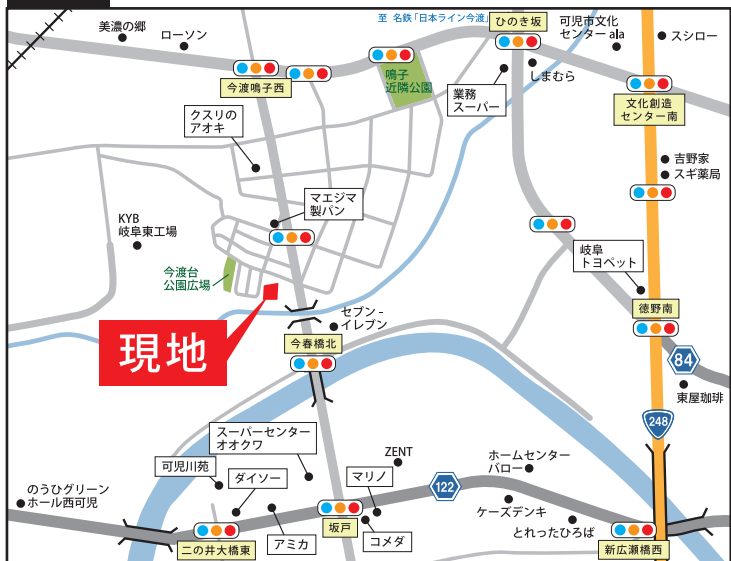 至 名鉄「日本ライン今渡」
ひのき坂
可児市文化
センター ala
スシロー
美濃の郷
ローソン
今渡鳴子西
鳴子
近隣公園
しまむら
業務
スーパー
文化創造
センター南
クスリの
アオキ
吉野家
スギ薬局
マエジマ
製パン
KYB
岐阜東工場
岐阜
トヨペット
今渡台
公園広場
セブン-
イレブン
徳野南
現地
今春橋北
84
東屋珈琲
248
スーパーセンター
オオクワ
ZENT
ホームセンター
バロー
可児川苑
ダイソー
マリノ
122
のうひグリーン
ホール西可児
ケーズデンキ
とれったひろば
坂戸
アミカ
コメダ
二の井大橋東
新広瀬橋西